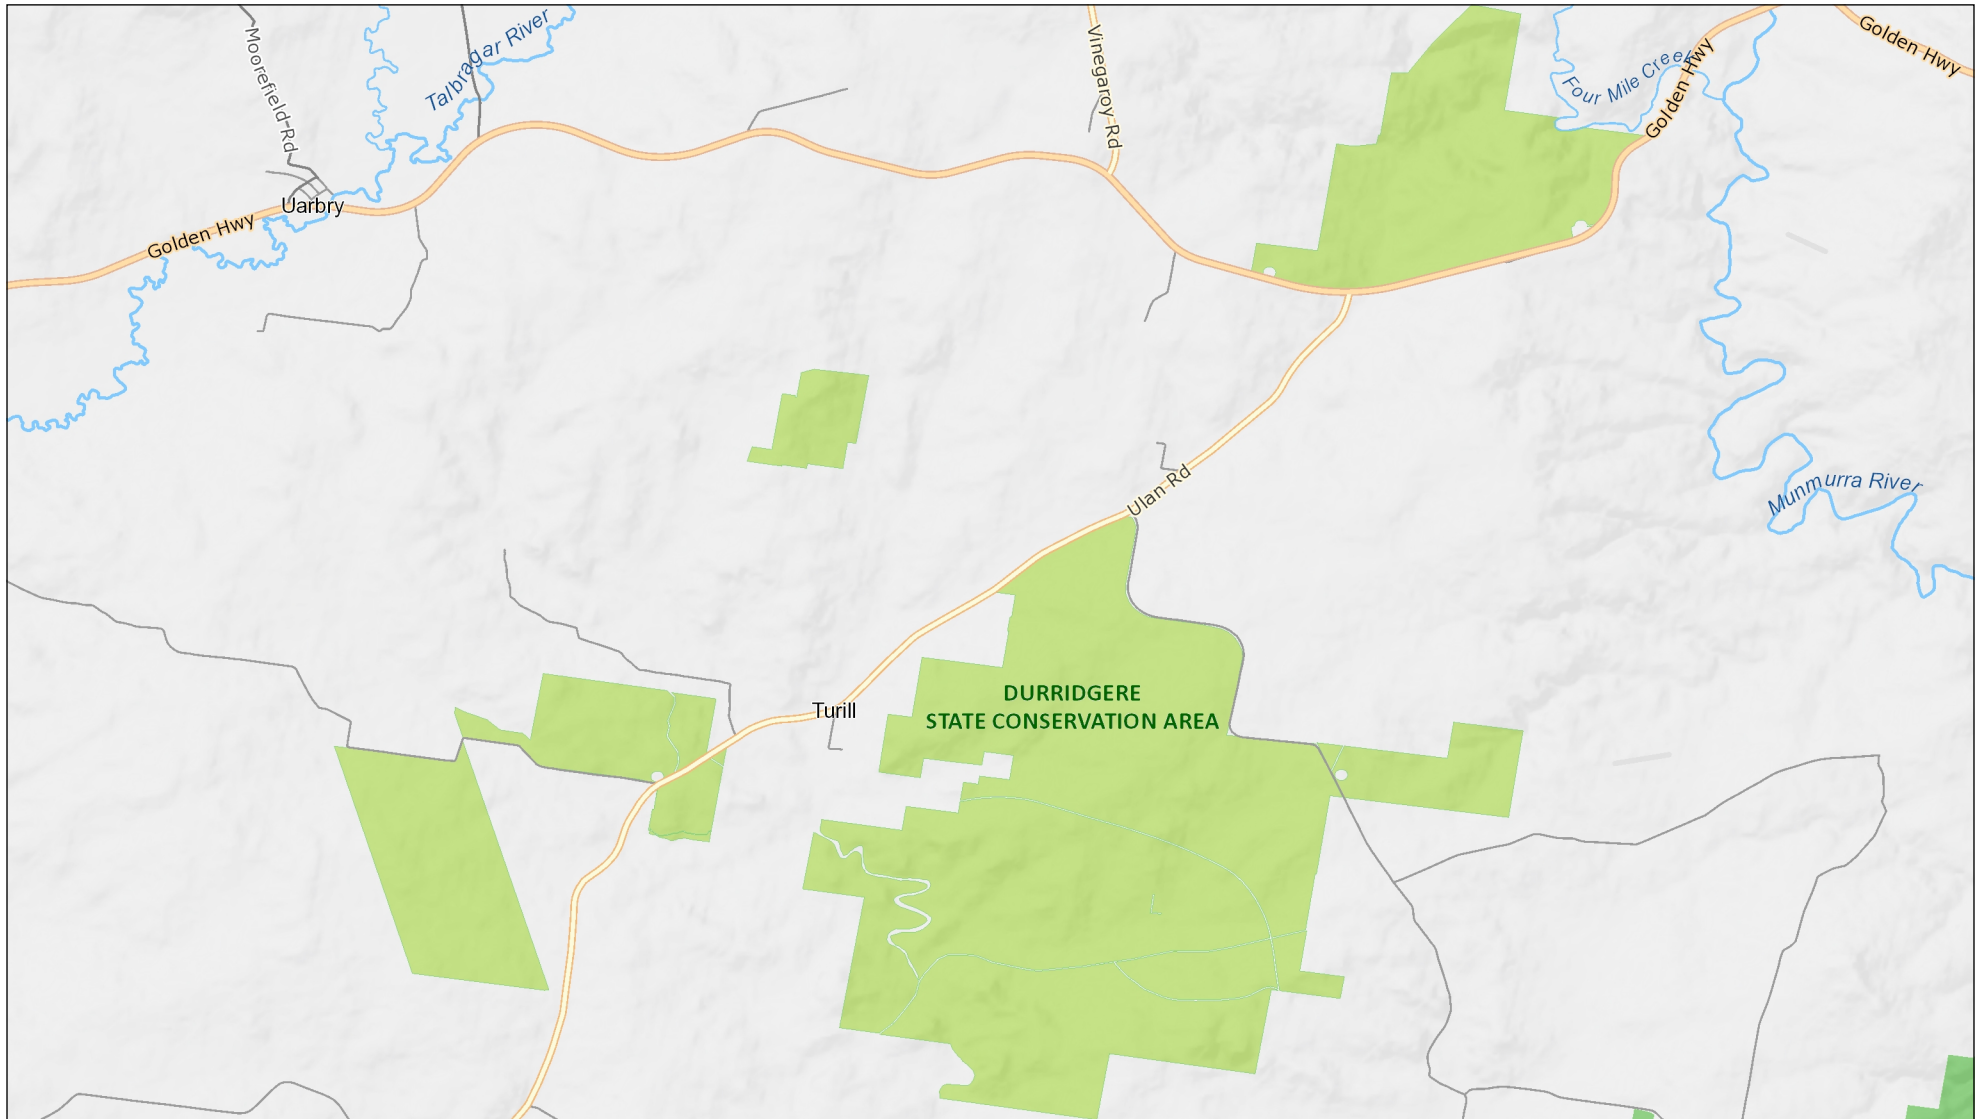 Moorefield Rd
Talbragar River
Vinegaroy Rd
Four Mile Creek
Golden Hwy
Golden Hwy
Uarbry
Golden Hwy
Ulan Rd
Munmurra River
DURRIDGERE
STATE CONSERVATION AREA
Turill